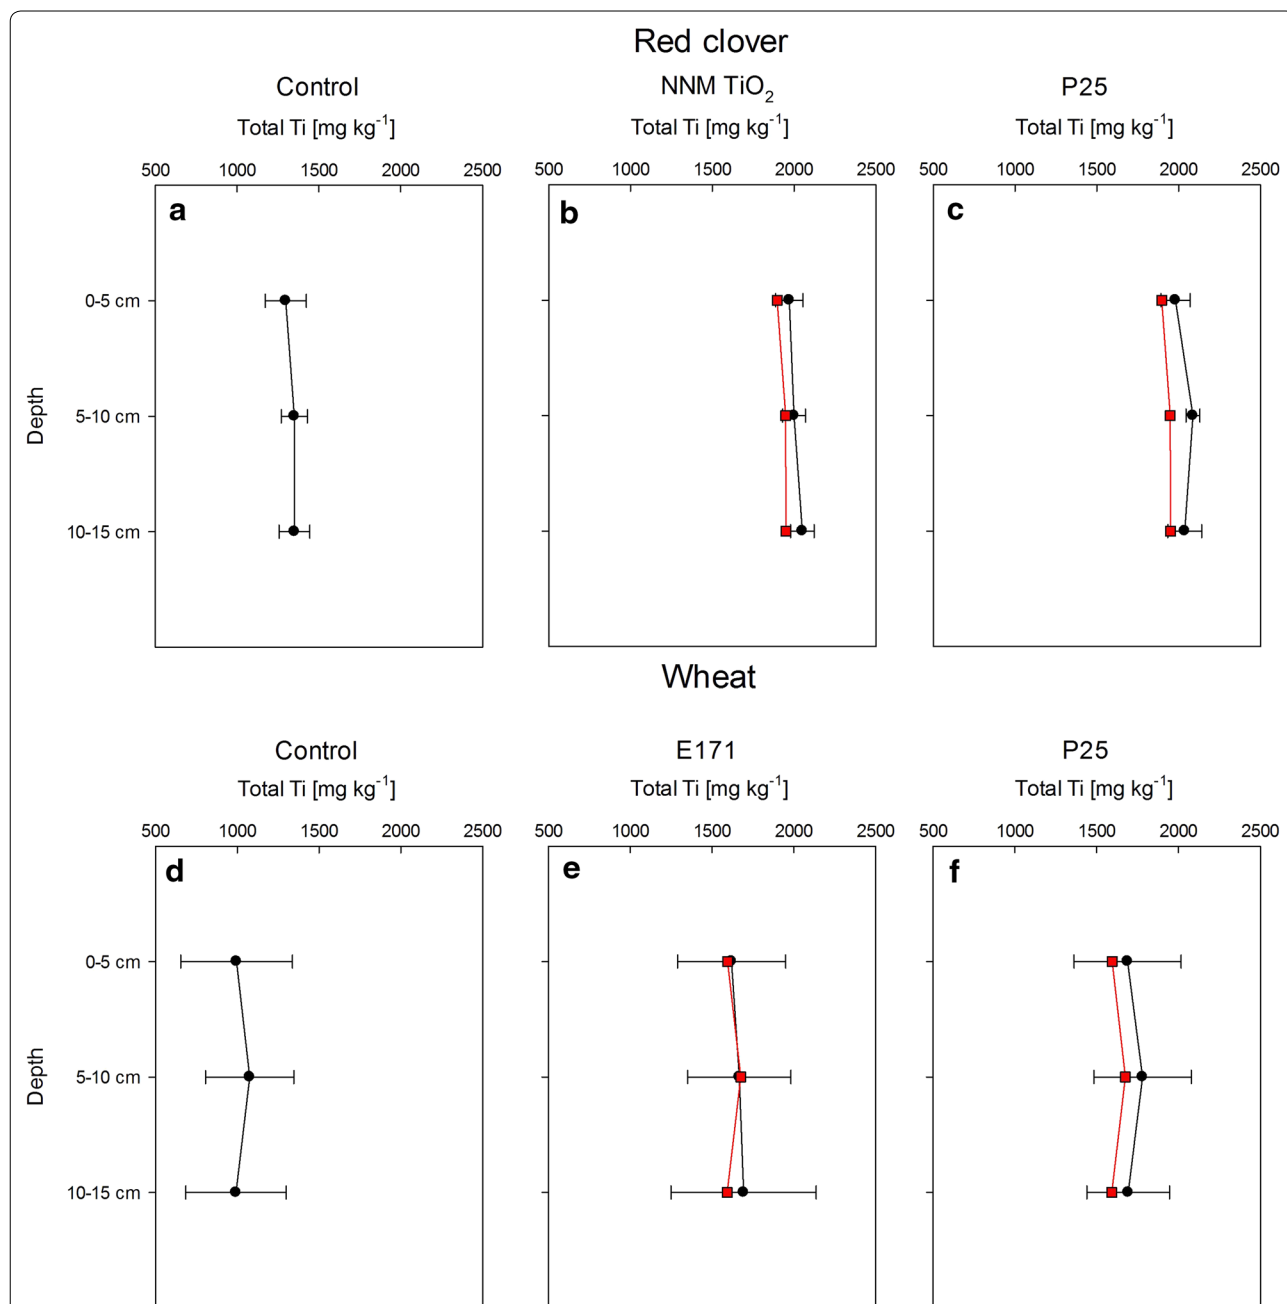 Red clover
Control NNM TiO₂ P25
Total Ti [mg kg⁻¹] Total Ti [mg kg⁻¹] Total Ti [mg kg⁻¹]
500 1000 1500 2000 2500 500 1000 1500 2000 2500 500 1000 1500 2000 2500
a b c
0-5 cm
5-10 cm
Depth
10-15 cm
Wheat
Control E171 P25
Total Ti [mg kg⁻¹] Total Ti [mg kg⁻¹] Total Ti [mg kg⁻¹]
500 1000 1500 2000 2500 500 1000 1500 2000 2500 500 1000 1500 2000 2500
d e f
0-5 cm
5-10 cm
Depth
10-15 cm